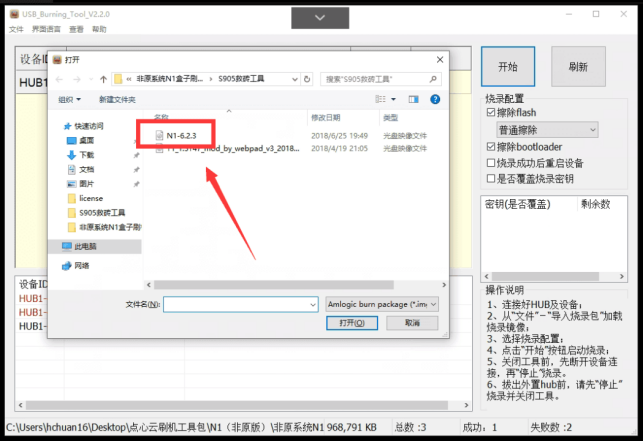 USB_Burning_Tool_V2.2.0
文件 界面语言 查看 帮助
设备ID
HUB1
打开
« 非原系统N1盒子刷... › S905救砖工具
搜索"S905救砖工具"
组织 新建文件夹
名称 修改日期 类型
快速访问
桌面
下载
文档
图片
license
S905救砖工具
非原系统N1盒子刷
此电脑
网络
N1-6.2.3 2018/6/25 19:49 光盘映像文件
mod_by_webpad_v3_2018... 2018/4/19 21:05 光盘映像文件
文件名(N):
Amlogic burn package (*.img
打开(O) 取消
开始 刷新
烧录配置
擦除flash
普通擦除
擦除bootloader
烧录成功后重启设备
是否覆盖烧录密钥
密钥(是否覆盖) 剩余数
设备ID
HUB1-
HUB1-
HUB1-
操作说明
1、连接好HUB及设备;
2、从"文件"-"导入烧录包"加载
烧录镜像;
3、选择烧录配置;
4、点击"开始"按钮启动烧录;
5、关闭工具前,先断开设备连
接,再"停止"烧录。
6、拔出外置hub前,请先"停止"
烧录并关闭工具。
C:\Users\hchuan16\Desktop\点心云刷机工具包\N1(非原版)\非原系统N1 968,791 KB 总数 :3 成功:1 失败数 :2